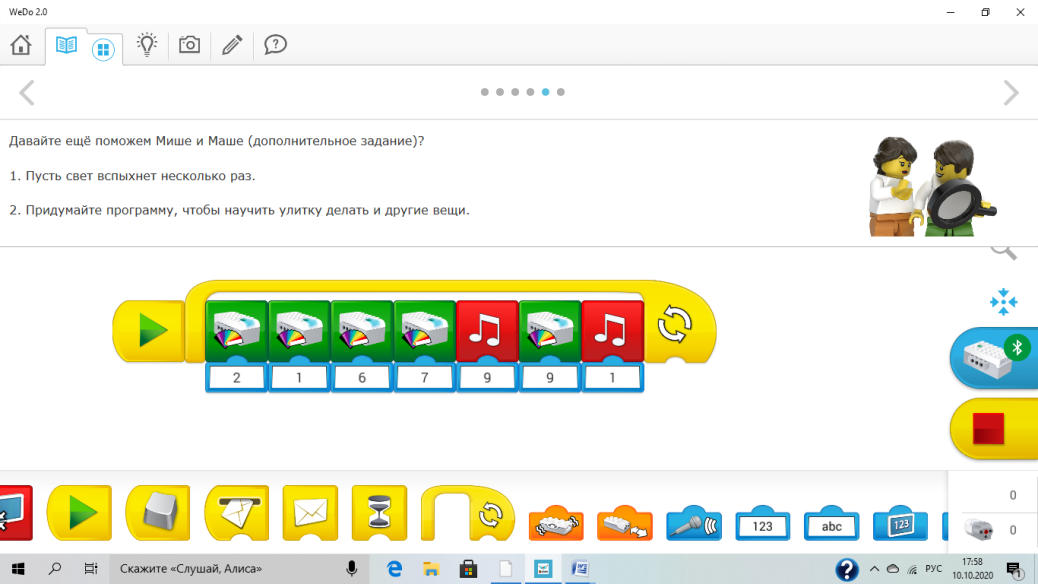 WeDo 2.0
Давайте ещё поможем Мише и Маше (дополнительное задание)?
1. Пусть свет вспыхнет несколько раз.
2. Придумайте программу, чтобы научить улитку делать и другие вещи.
2 1 6 7 9 9 1
123 abc 123
0
0
Скажите «Слушай, Алиса»
РУС
17:58
10.10.2020
1